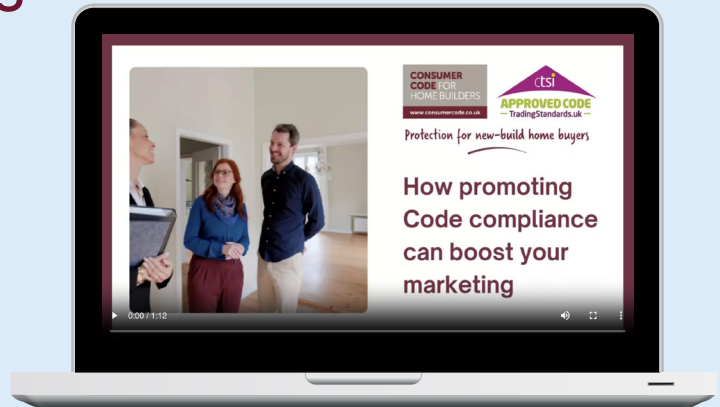 CONSUMER
CODE FOR
HOME BUILDERS
www.consumercode.co.uk
ctsi
APPROVED CODE
TradingStandards.uk
Protection for new-build home buyers
How promoting
Code compliance
can boost your
marketing
0:00 / 1:12